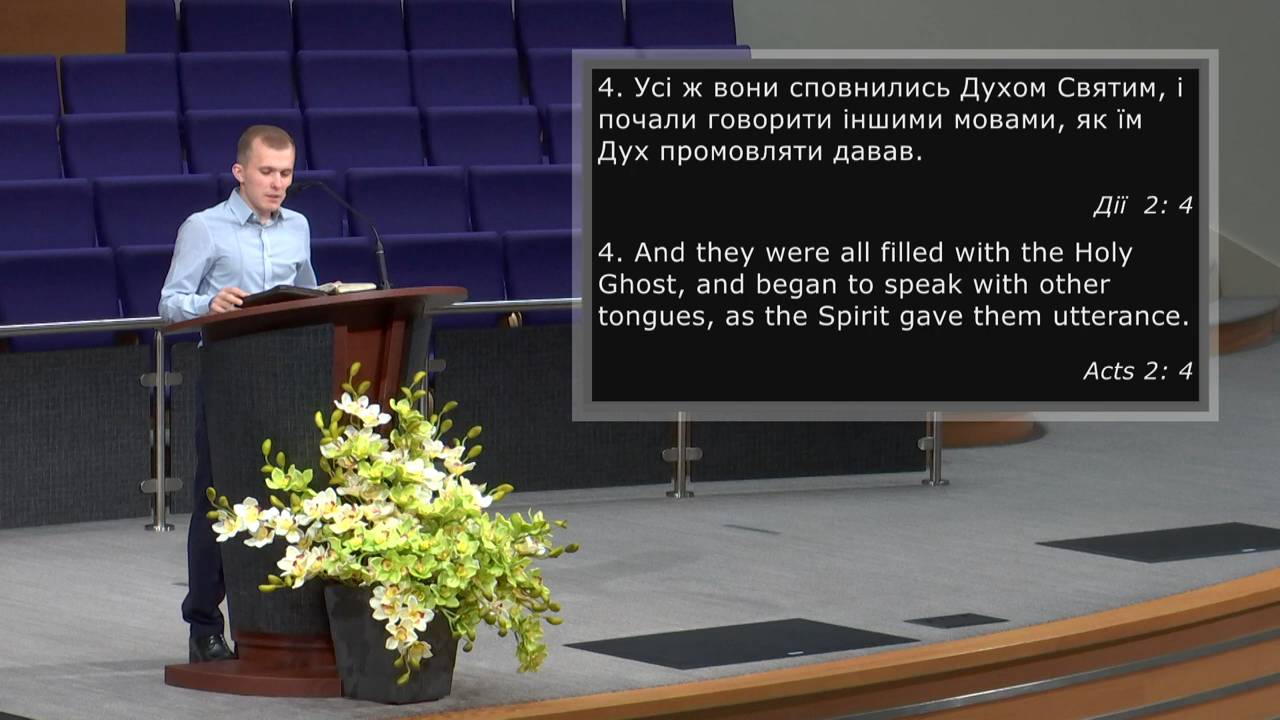 4. Усі ж вони сповнились Духом Святим, і
почали говорити іншими мовами, як їм
Дух промовляти давав.
Дії 2: 4
4. And they were all filled with the Holy
Ghost, and began to speak with other
tongues, as the Spirit gave them utterance.
Acts 2: 4